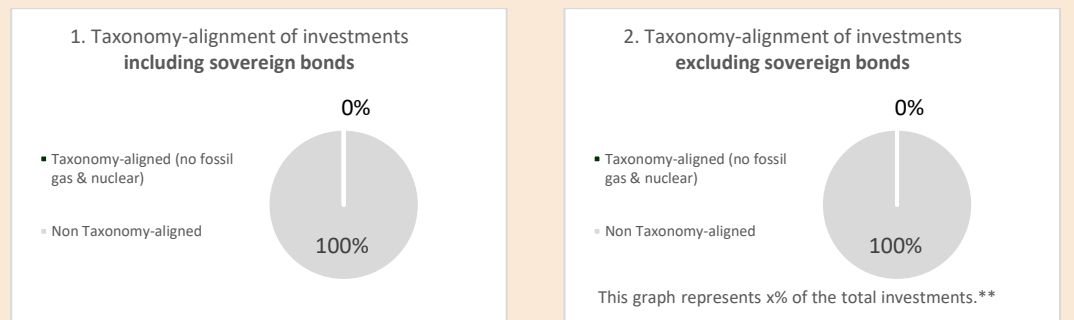 1. Taxonomy-alignment of investments
including sovereign bonds
0%
Taxonomy-aligned (no fossil
gas & nuclear)
Non Taxonomy-aligned
100%
2. Taxonomy-alignment of investments
excluding sovereign bonds
0%
Taxonomy-aligned (no fossil
gas & nuclear)
Non Taxonomy-aligned
100%
This graph represents x% of the total investments.**